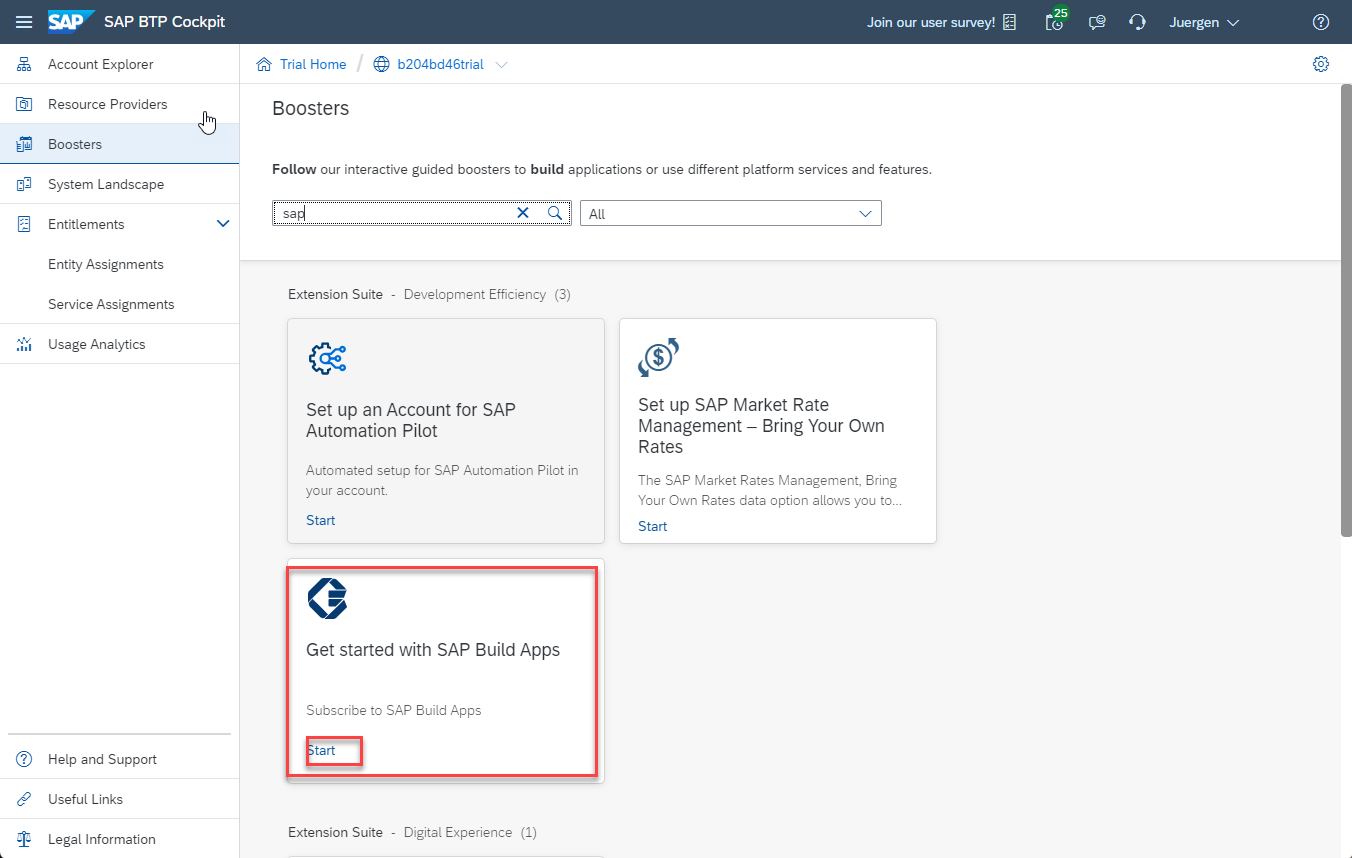 SAP SAP BTP Cockpit
Join our user survey!
25
Juergen
Account Explorer
Resource Providers
Boosters
System Landscape
Entitlements
Entity Assignments
Service Assignments
Usage Analytics
Help and Support
Useful Links
Legal Information
Trial Home / b204bd46trial
Boosters
Follow our interactive guided boosters to build applications or use different platform services and features.
sap
All
Extension Suite - Development Efficiency (3)
Set up an Account for SAP
Automation Pilot
Automated setup for SAP Automation Pilot in
your account.
Start
Set up SAP Market Rate
Management – Bring Your Own
Rates
The SAP Market Rates Management, Bring
Your Own Rates data option allows you to...
Start
Get started with SAP Build Apps
Subscribe to SAP Build Apps
Start
Extension Suite - Digital Experience (1)